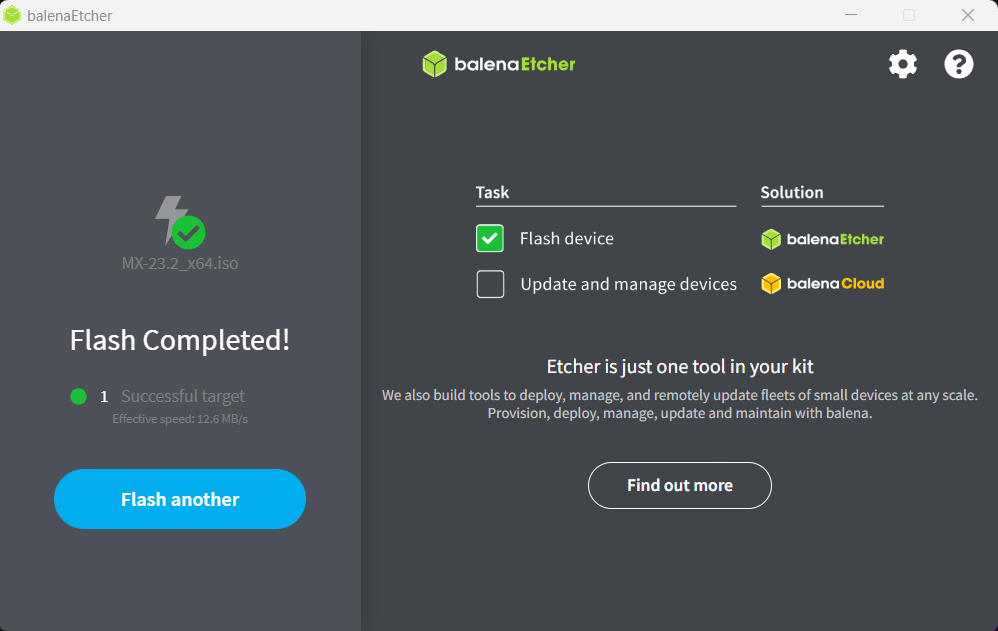 balenaEtcher
balenaEtcher
MX-23.2_x64.iso
Flash Completed!
1 Successful target
Effective speed: 12.6 MB/s
Flash another
Task Solution
Flash device balenaEtcher
Update and manage devices balenaCloud
Etcher is just one tool in your kit
We also build tools to deploy, manage, and remotely update fleets of small devices at any scale.
Provision, deploy, manage, update and maintain with balena.
Find out more